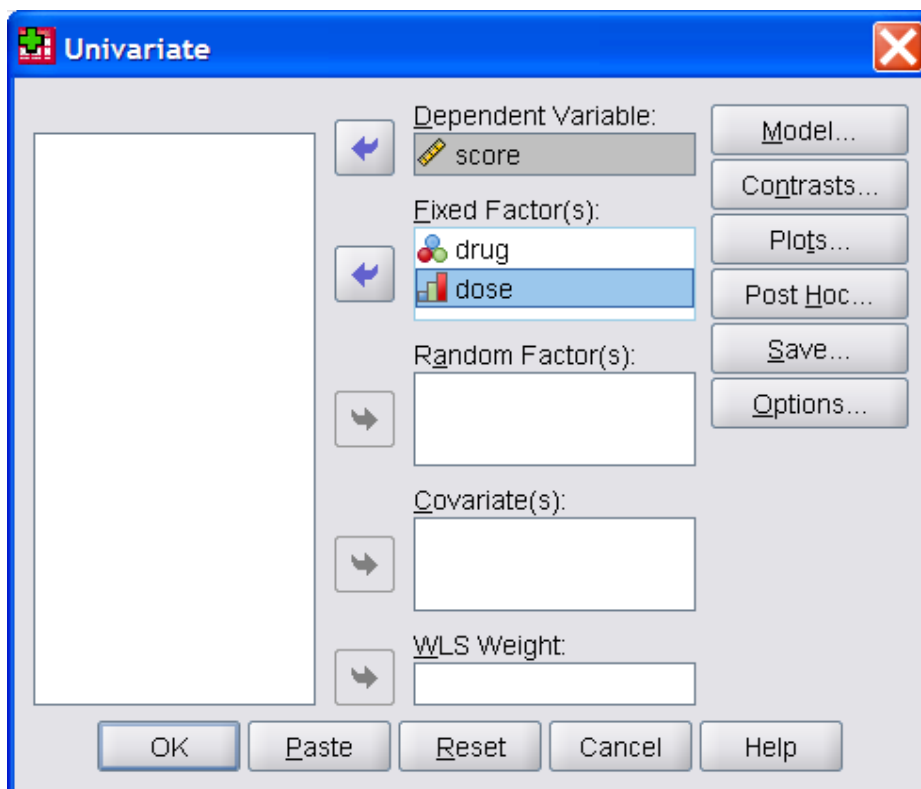 Univariate
Dependent Variable:
score
Fixed Factor(s):
drug
dose
Random Factor(s):
Covariate(s):
WLS Weight:
Model...
Contrasts...
Plots...
Post Hoc...
Save...
Options...
OK
Paste
Reset
Cancel
Help